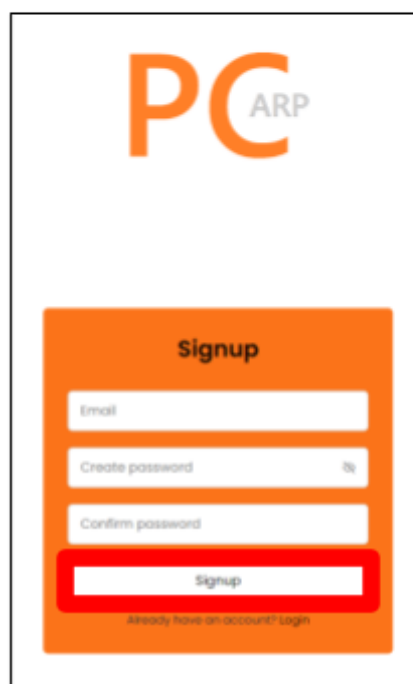 PC ARP
Signup
Email
Create password
Confirm password
Signup
Already have an account? Login